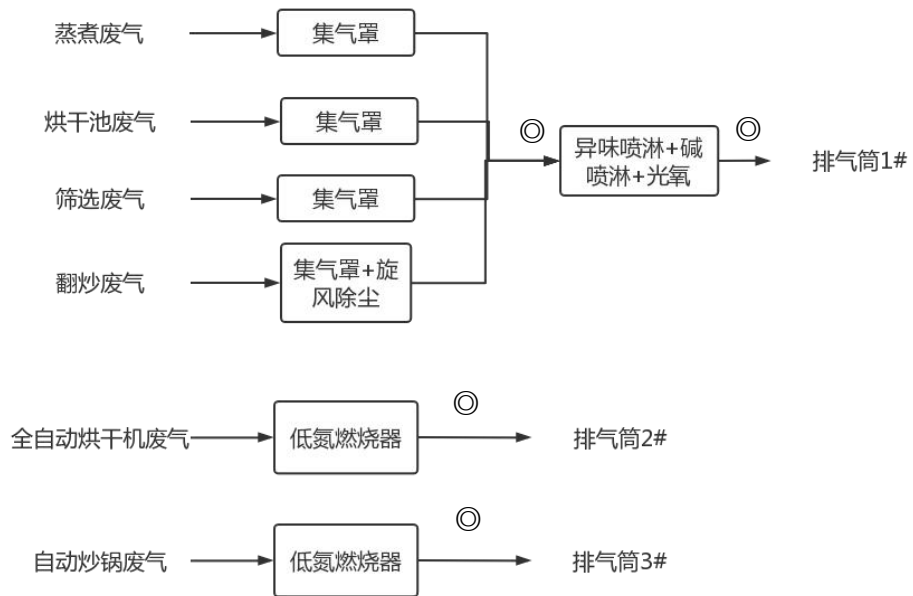 蒸煮废气
集气罩
烘干池废气
集气罩
◎
异味喷淋+碱
喷淋+光氧
◎
排气筒1#
筛选废气
集气罩
翻炒废气
集气罩+旋
风除尘
◎
全自动烘干机废气
低氮燃烧器
排气筒2#
◎
自动炒锅废气
低氮燃烧器
排气筒3#